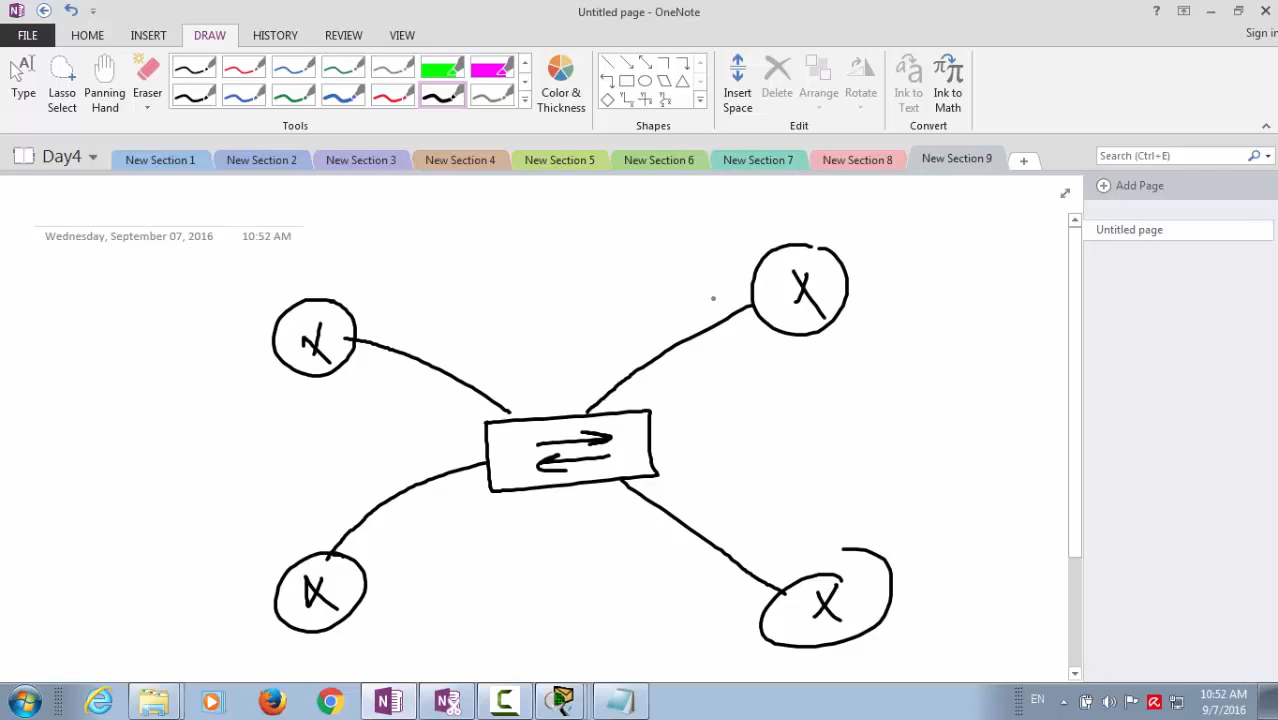 Untitled page - OneNote
?
FILE
HOME
INSERT
DRAW
HISTORY
REVIEW
VIEW
Sign in
Type
Lasso Select
Panning Hand
Eraser
Color & Thickness
Insert Space
Delete
Arrange
Rotate
Ink to Text
Ink to Math
Tools
Shapes
Edit
Convert
Day4
New Section 1
New Section 2
New Section 3
New Section 4
New Section 5
New Section 6
New Section 7
New Section 8
New Section 9
Search (Ctrl+E)
Add Page
Untitled page
Wednesday, September 07, 2016
10:52 AM
X
X
X
X
EN
10:52 AM
9/7/2016